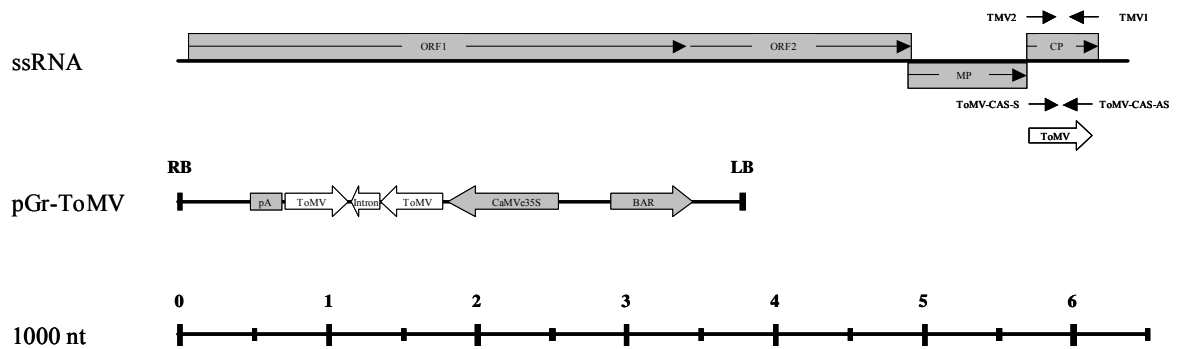 TMV2 TMV1
ssRNA ORF1 ORF2 CP
MP
ToMV-CAS-S ToMV-CAS-AS
ToMV
RB LB
pGr-ToMV pA ToMV Intron ToMV CaMVe35S BAR
0 1 2 3 4 5 6
1000 nt